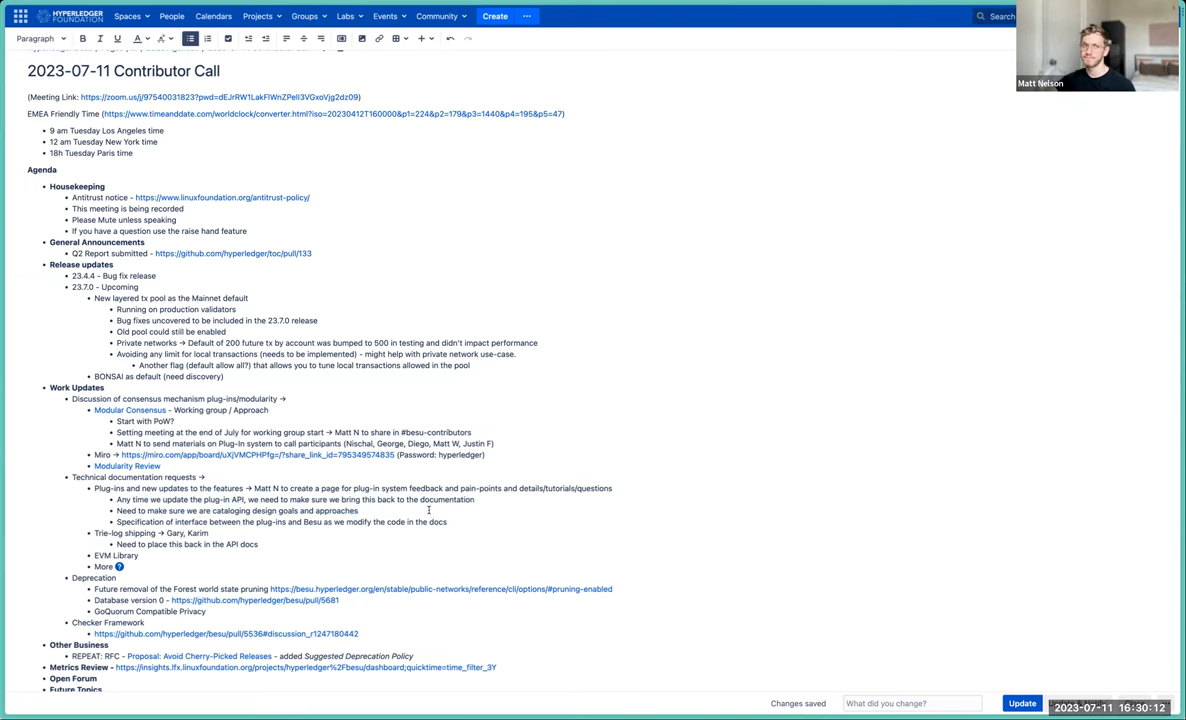 HYPERLEDGER FOUNDATION Spaces People Calendars Projects Groups Labs Events Community Create ••• Search
Paragraph B I U A
2023-07-11 Contributor Call
(Meeting Link: https://zoom.us/j/97540031823?pwd=dEJrRW1LakFlWnZPell3VGxoVjg2dz09)
EMEA Friendly Time (https://www.timeanddate.com/worldclock/converter.html?iso=20230412T160000&p1=224&p2=179&p3=1440&p4=195&p5=47)
• 9 am Tuesday Los Angeles time
• 12 am Tuesday New York time
• 18h Tuesday Paris time
Agenda
• Housekeeping
• Antitrust notice - https://www.linuxfoundation.org/antitrust-policy/
• This meeting is being recorded
• Please Mute unless speaking
• If you have a question use the raise hand feature
• General Announcements
• Q2 Report submitted - https://github.com/hyperledger/toc/pull/133
• Release updates
• 23.4.4 - Bug fix release
• 23.7.0 - Upcoming
• New layered tx pool as the Mainnet default
• Running on production validators
• Bug fixes uncovered to be included in the 23.7.0 release
• Old pool could still be enabled
• Private networks → Default of 200 future tx by account was bumped to 500 in testing and didn't impact performance
• Avoiding any limit for local transactions (needs to be implemented) - might help with private network use-case.
• Another flag (default allow all?) that allows you to tune local transactions allowed in the pool
• BONSAI as default (need discovery)
• Work Updates
• Discussion of consensus mechanism plug-ins/modularity →
• Modular Consensus - Working group / Approach
• Start with PoW?
• Setting meeting at the end of July for working group start → Matt N to share in #besu-contributors
• Matt N to send materials on Plug-In system to call participants (Nischal, George, Diego, Matt W, Justin F)
• Miro → https://miro.com/app/board/uXjVMCPHPfg=/?share_link_id=795349574835 (Password: hyperledger)
• Modularity Review
• Technical documentation requests →
• Plug-ins and new updates to the features → Matt N to create a page for plug-in system feedback and pain-points and details/tutorials/questions
• Any time we update the plug-in API, we need to make sure we bring this back to the documentation
• Need to make sure we are cataloging design goals and approaches
• Specification of interface between the plug-ins and Besu as we modify the code in the docs
• Trie-log shipping → Gary, Karim
• Need to place this back in the API docs
• EVM Library
• More ?
• Deprecation
• Future removal of the Forest world state pruning https://besu.hyperledger.org/en/stable/public-networks/reference/cli/options/#pruning-enabled
• Database version 0 - https://github.com/hyperledger/besu/pull/5681
• GoQuorum Compatible Privacy
• Checker Framework
• https://github.com/hyperledger/besu/pull/5536#discussion_r1247180442
• Other Business
• REPEAT: RFC - Proposal: Avoid Cherry-Picked Releases - added Suggested Deprecation Policy
• Metrics Review - https://insights.lfx.linuxfoundation.org/projects/hyperledger%2Fbesu/dashboard;quicktime=time_filter_3Y
• Open Forum
• Future Topics
Changes saved What did you change? Update
Matt Nelson
2023-07-11 16:30:12